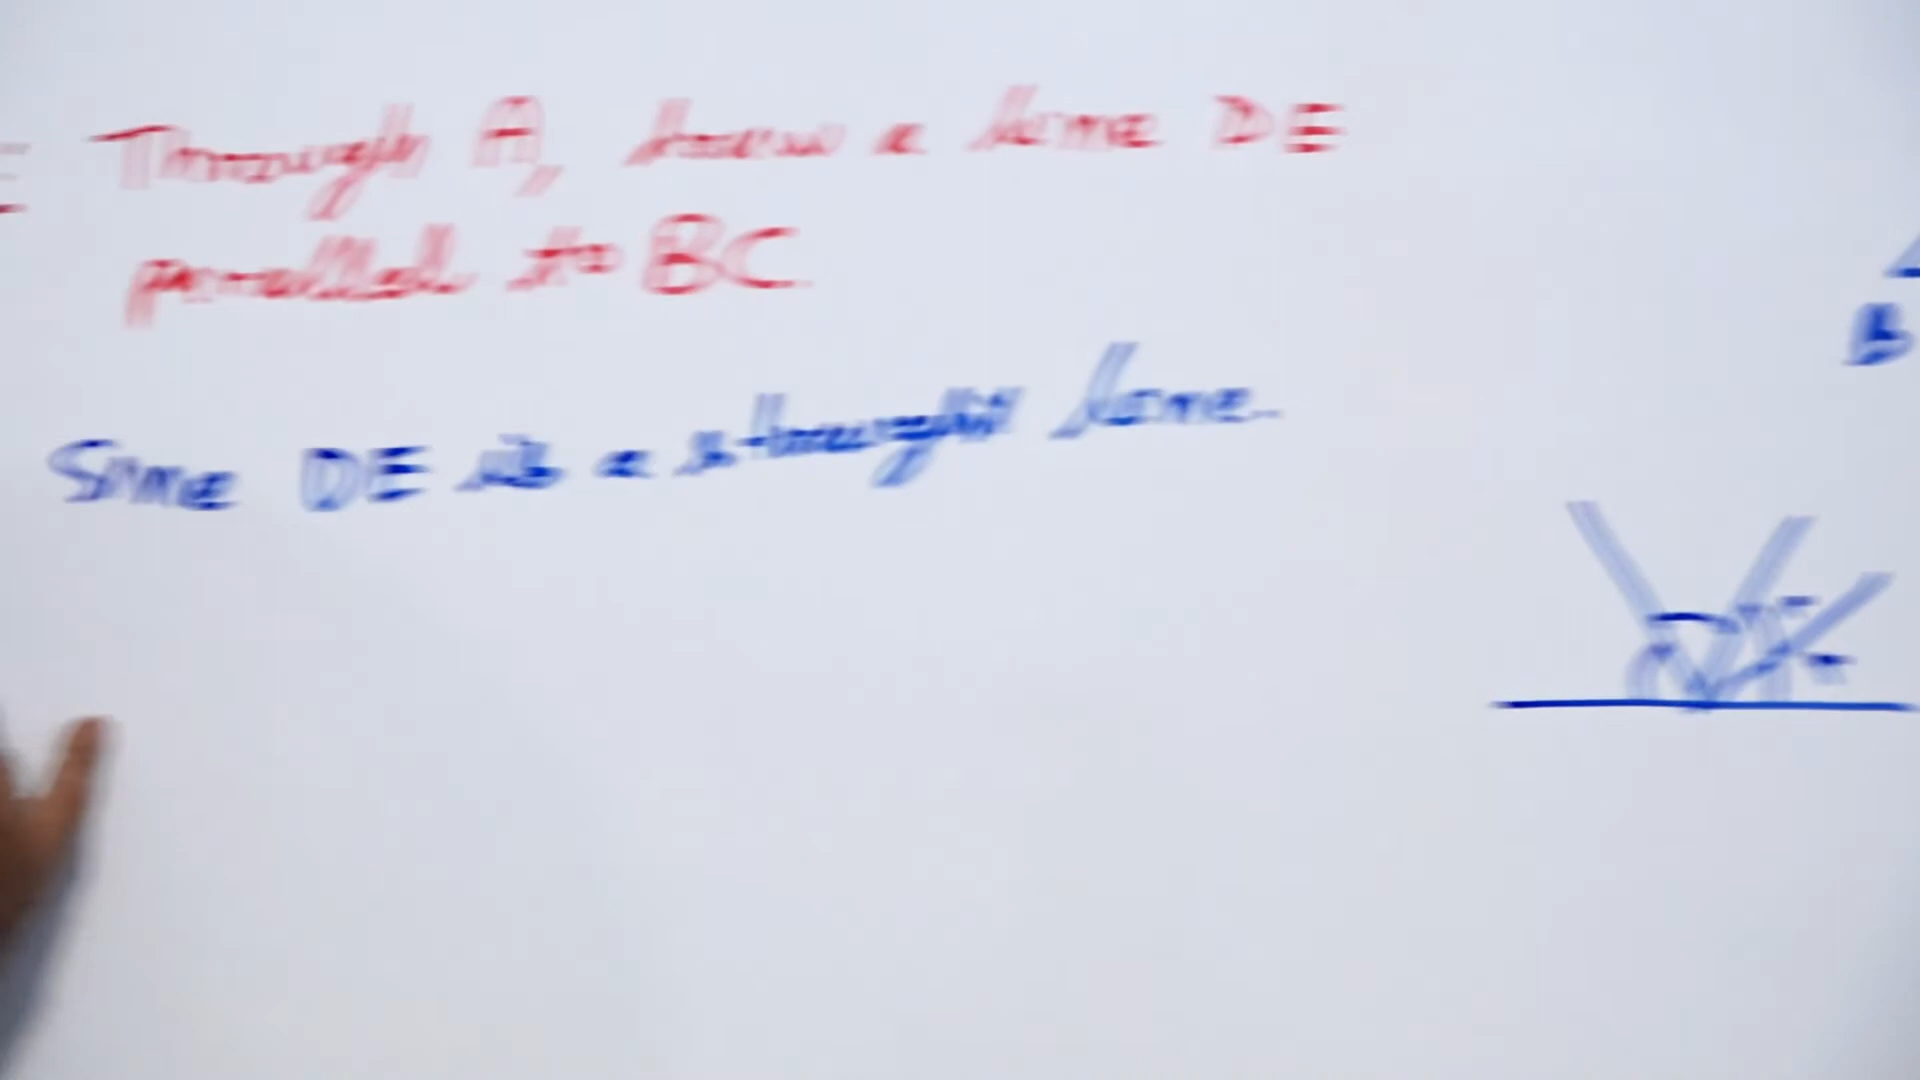 Through A, draw a line DE
parallel to BC
Since DE is a straight line.
B